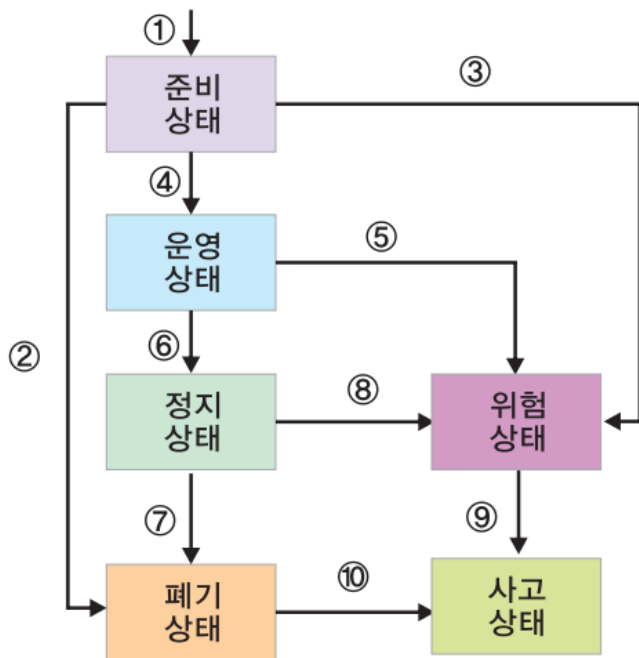 ①
준비
상태
③
④
운영
상태
⑤
②
⑥
정지
상태
⑧
위험
상태
⑦
⑨
폐기
상태
⑩
사고
상태